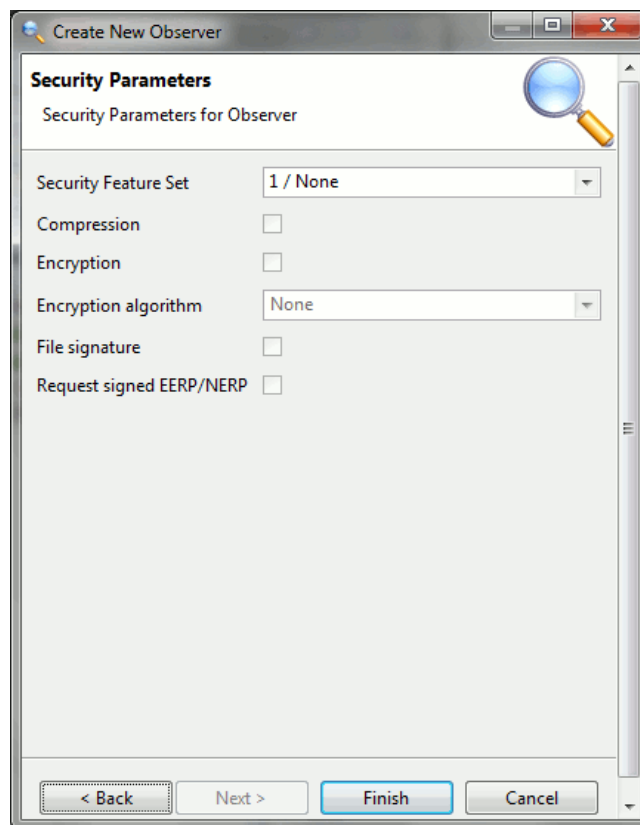 Create New Observer
Security Parameters
Security Parameters for Observer
Security Feature Set 1 / None
Compression
Encryption
Encryption algorithm None
File signature
Request signed EERP/NERP
< Back Next > Finish Cancel